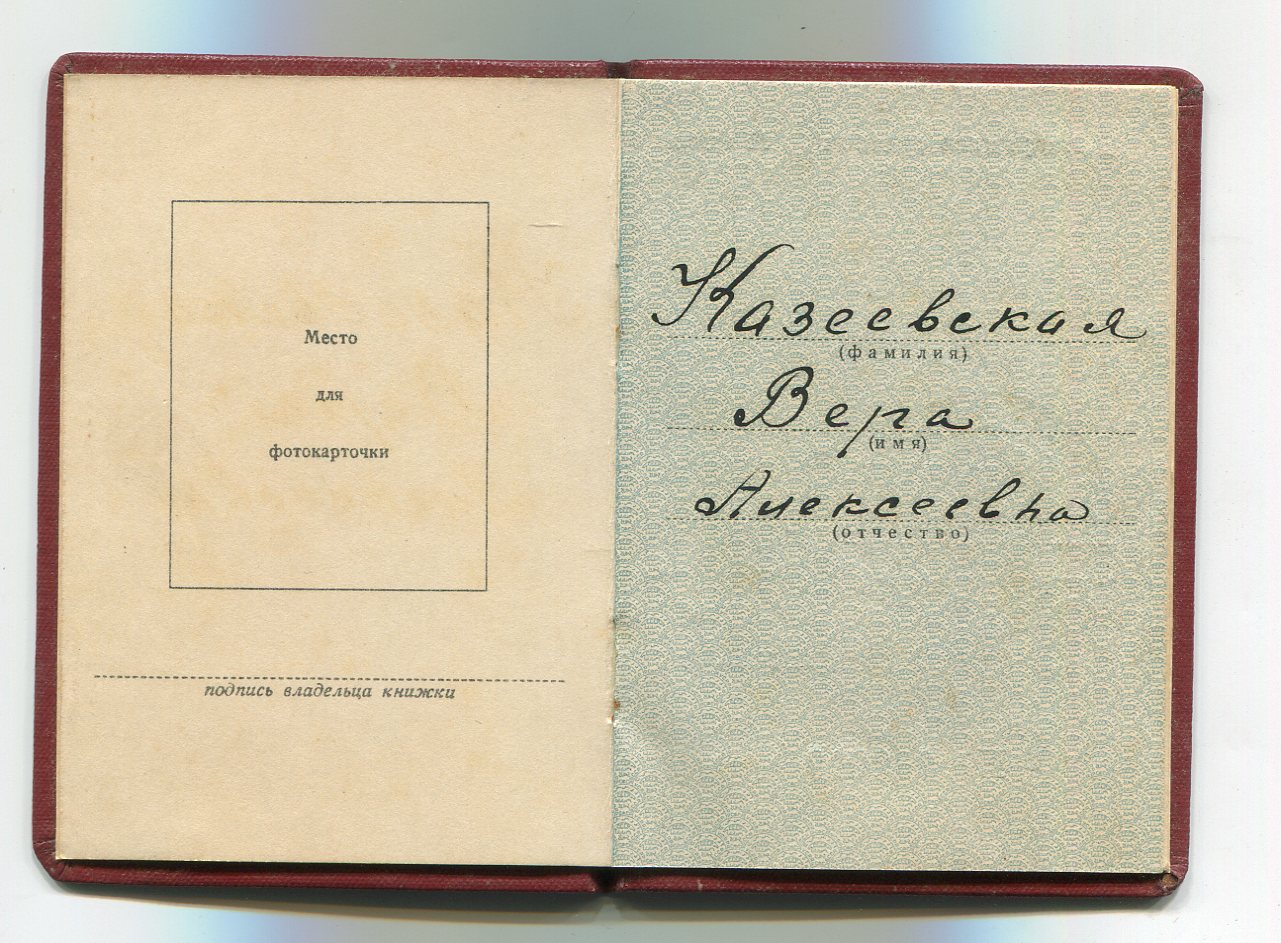 Место
для
фотокарточки
подпись владельца книжки
Казеевская
(фамилия)
Вера
(имя)
Алексеевна
(отчество)